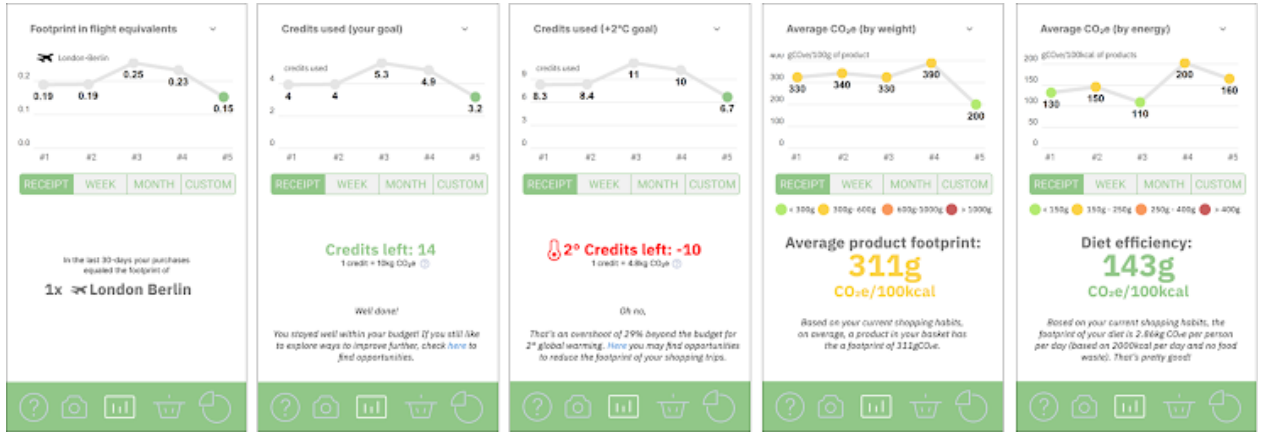 Footprint in flight equivalents
London-Berlin
0.2
0.1
0.0
0.19
0.19
0.25
0.23
0.15
#1 #2 #3 #4 #5
RECEIPT WEEK MONTH CUSTOM
In the last 30-days your purchases
equaled the footprint of
1x London Berlin
Credits used (your goal)
credits used
4
2
0
4
4
5.3
4.9
3.2
#1 #2 #3 #4 #5
RECEIPT WEEK MONTH CUSTOM
Credits left: 14
1 credit = 10kg CO₂e ?
Well done!
You stayed well within your budget! If you still like
to explore ways to improve further, check here to
find opportunities.
Credits used (+2°C goal)
credits used
9
6
3
0
8.3
8.4
11
10
6.7
#1 #2 #3 #4 #5
RECEIPT WEEK MONTH CUSTOM
2° Credits left: -10
1 credit = 4.8kg CO₂e ?
Oh no,
That's an overshoot of 29% beyond the budget for
2° global warming. Here you may find opportunities
to reduce the footprint of your shopping trips.
Average CO₂e (by weight)
400 gCO₂e/100g of product
300
200
100
0
330
340
330
390
200
#1 #2 #3 #4 #5
RECEIPT WEEK MONTH CUSTOM
< 300g 300g- 600g 600g-1000g > 1000g
Average product footprint:
311g
CO₂e/100kcal
Based on your current shopping habits,
on average, a product in your basket has
the a footprint of 311gCO₂e.
Average CO₂e (by energy)
200 gCO₂e/100kcal of products
150
100
50
0
130
150
110
200
160
#1 #2 #3 #4 #5
RECEIPT WEEK MONTH CUSTOM
< 150g 150g - 250g 250g - 400g > 400g
Diet efficiency:
143g
CO₂e/100kcal
Based on your current shopping habits, the
footprint of your diet is 2.86kg CO₂e per person
per day (based on 2000kcal per day and no food
waste). That's pretty good!